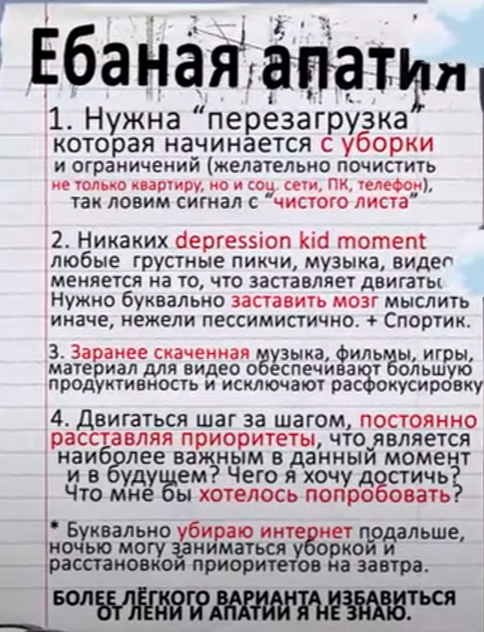 Ебаная апатия
1. Нужна “перезагрузка”
которая начинается с уборки
и ограничений (желательно почистить
не только квартиру, но и соц. сети, ПК, телефон),
так ловим сигнал с “чистого листа”
2. Никаких depression kid moment
любые грустные пикчи, музыка, видео
меняется на то, что заставляет
Нужно буквально заставить мозг мыслить
иначе, нежели пессимистично. + Спортик.
3. Заранее скаченная музыка, фильмы, игры,
материал для видео обеспечивают большую
продуктивность и исключают расфокусировку
4. Двигаться шаг за шагом, постоянно
расставляя приоритеты, что является
наиболее важным в данный момент
и в будущем? Чего я хочу достичь?
Что мне бы хотелось попробовать?
* Буквально убираю интернет подальше,
ночью могу заниматься уборкой и
расстановкой приоритетов на завтра.
БОЛЕЕ ЛЁГКОГО ВАРИАНТА ИЗБАВИТЬСЯ
ОТ ЛЕНИ И АПАТИИ Я НЕ ЗНАЮ.